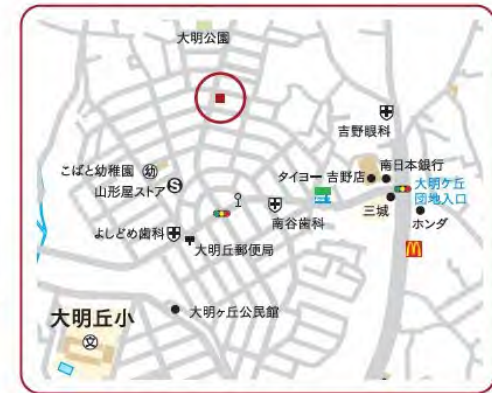 大明公園
吉野眼科
こばと幼稚園
幼
タイヨー 吉野店
南日本銀行
山形屋ストア
S
大明ケ丘
団地入口
三城
南谷歯科
ホンダ
よしどめ歯科
大明丘郵便局
M
大明丘小
文
大明ヶ丘公民館